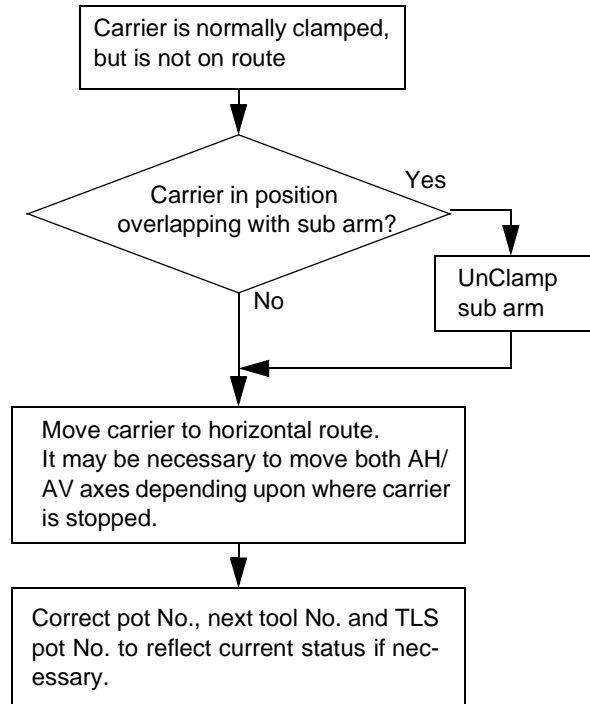 Carrier is normally clamped,
but is not on route
Carrier in position
overlapping with sub arm?
Yes
No
UnClamp
sub arm
Move carrier to horizontal route.
It may be necessary to move both AH/
AV axes depending upon where carrier
is stopped.
Correct pot No., next tool No. and TLS
pot No. to reflect current status if nec-
essary.